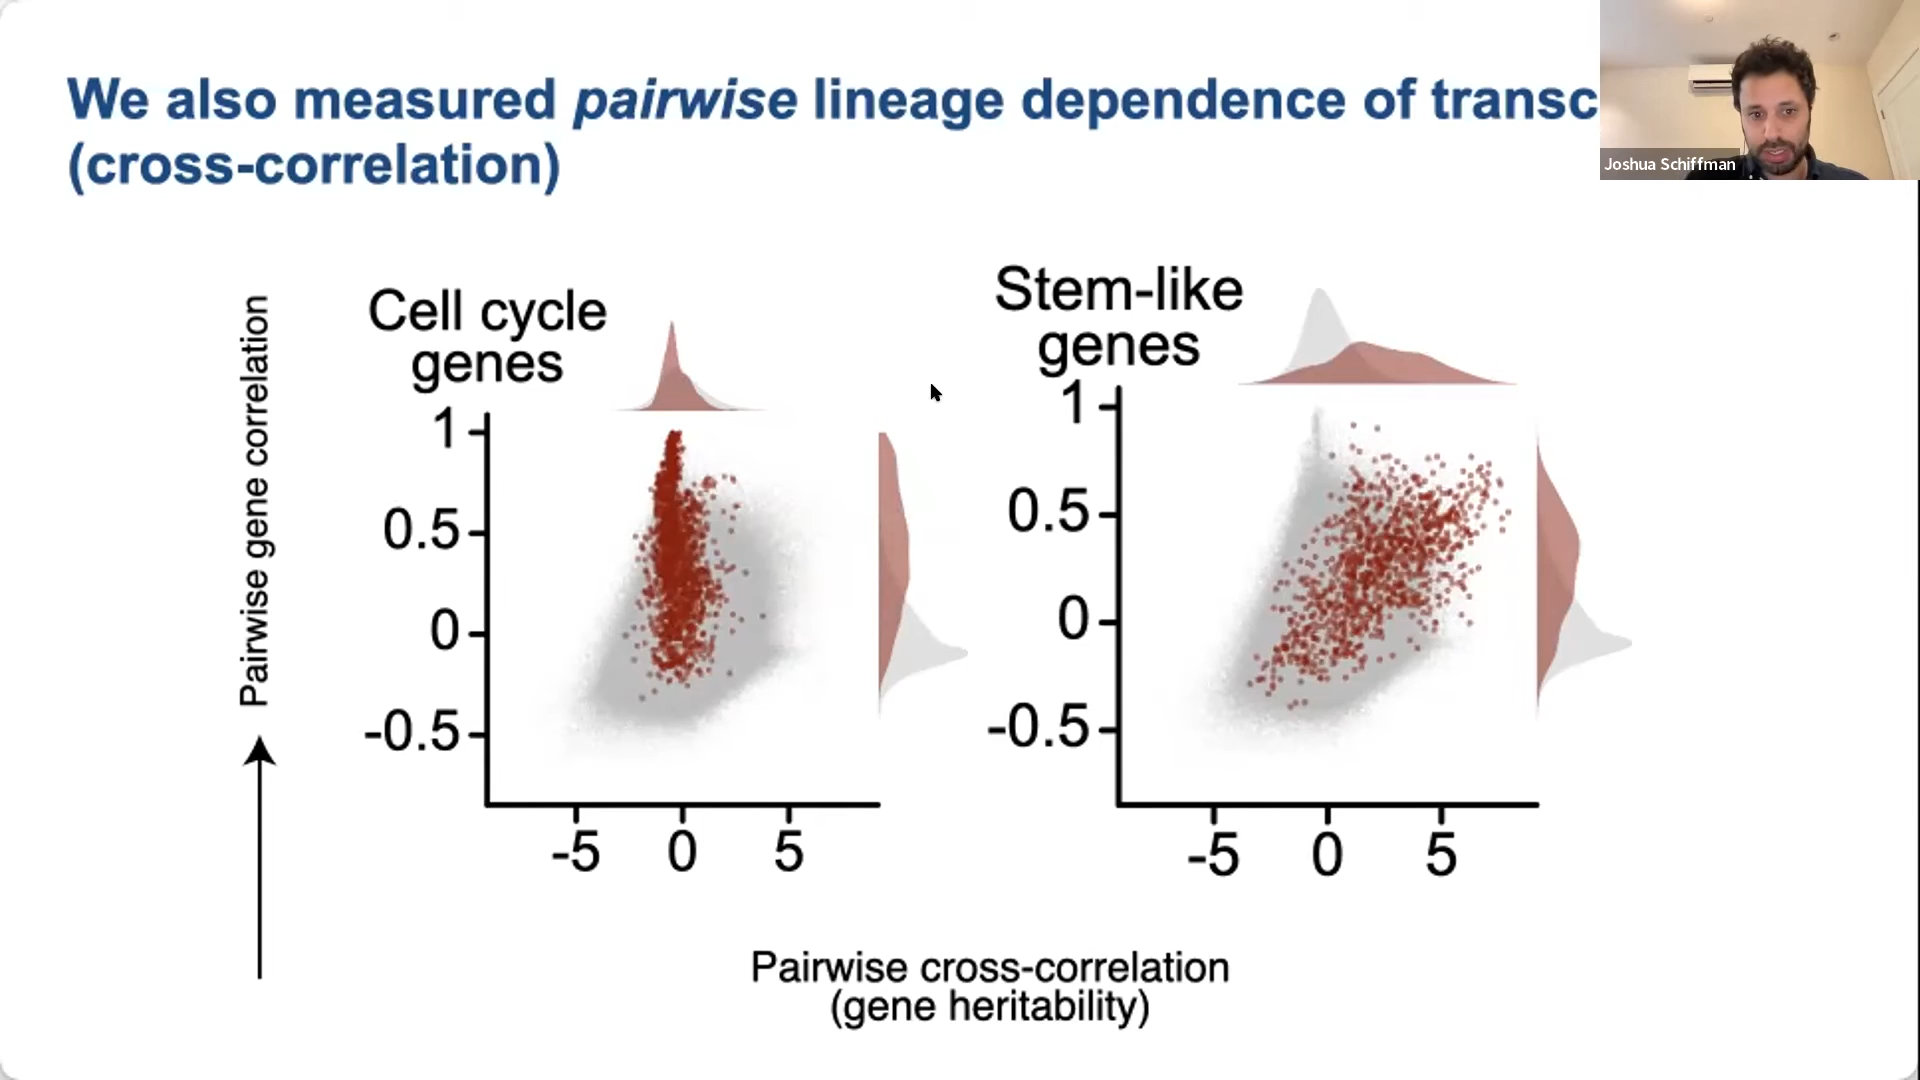 We also measured pairwise lineage dependence of
(cross-correlation)
Joshua Schiffman
Pairwise gene correlation
Cell cycle
genes
1
0.5
0
-0.5
-5 0 5
Stem-like
genes
1
0.5
0
-0.5
-5 0 5
Pairwise cross-correlation
(gene heritability)